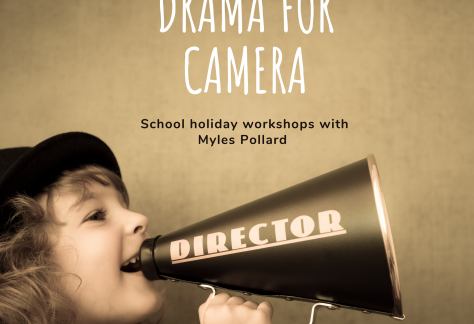 DRAMA FOR
CAMERA
School holiday workshops with
Myles Pollard
DIRECTOR